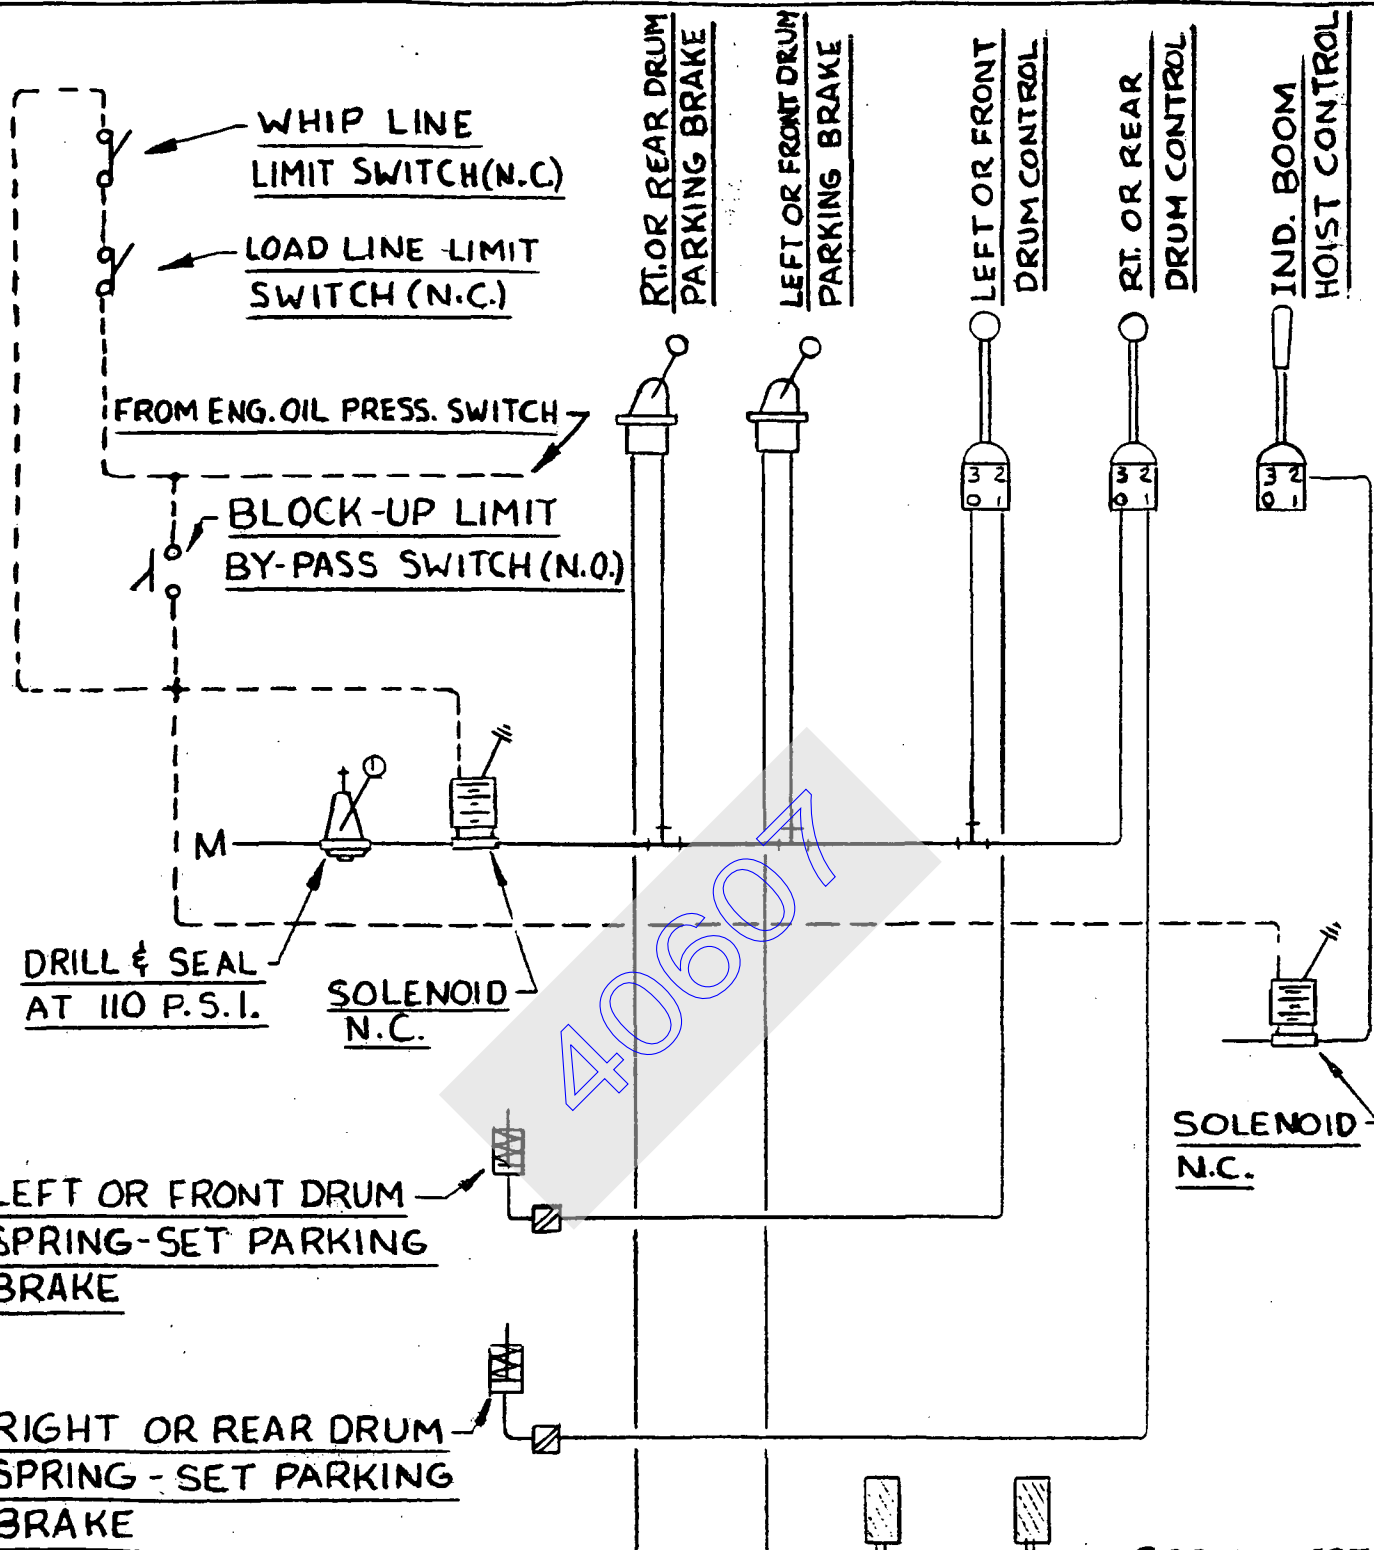 WHIP LINE
LIMIT SWITCH (N.C.)
LOAD LINE LIMIT
SWITCH (N.C.)
FROM ENG. OIL PRESS. SWITCH
BLOCK-UP LIMIT
BY-PASS SWITCH (N.O.)
RT. OR REAR DRUM
PARKING BRAKE
LEFT OR FRONT DRUM
PARKING BRAKE
LEFT OR FRONT
DRUM CONTROL
RT. OR REAR
DRUM CONTROL
IND. BOOM
HOIST CONTROL
3 2
0 1
3 2
0 1
3 2
0 1
M
DRILL & SEAL
AT 110 P.S.I.
SOLENOID
N.C.
40607
SOLENOID
N.C.
LEFT OR FRONT DRUM
SPRING-SET PARKING
BRAKE
RIGHT OR REAR DRUM
SPRING-SET PARKING
BRAKE